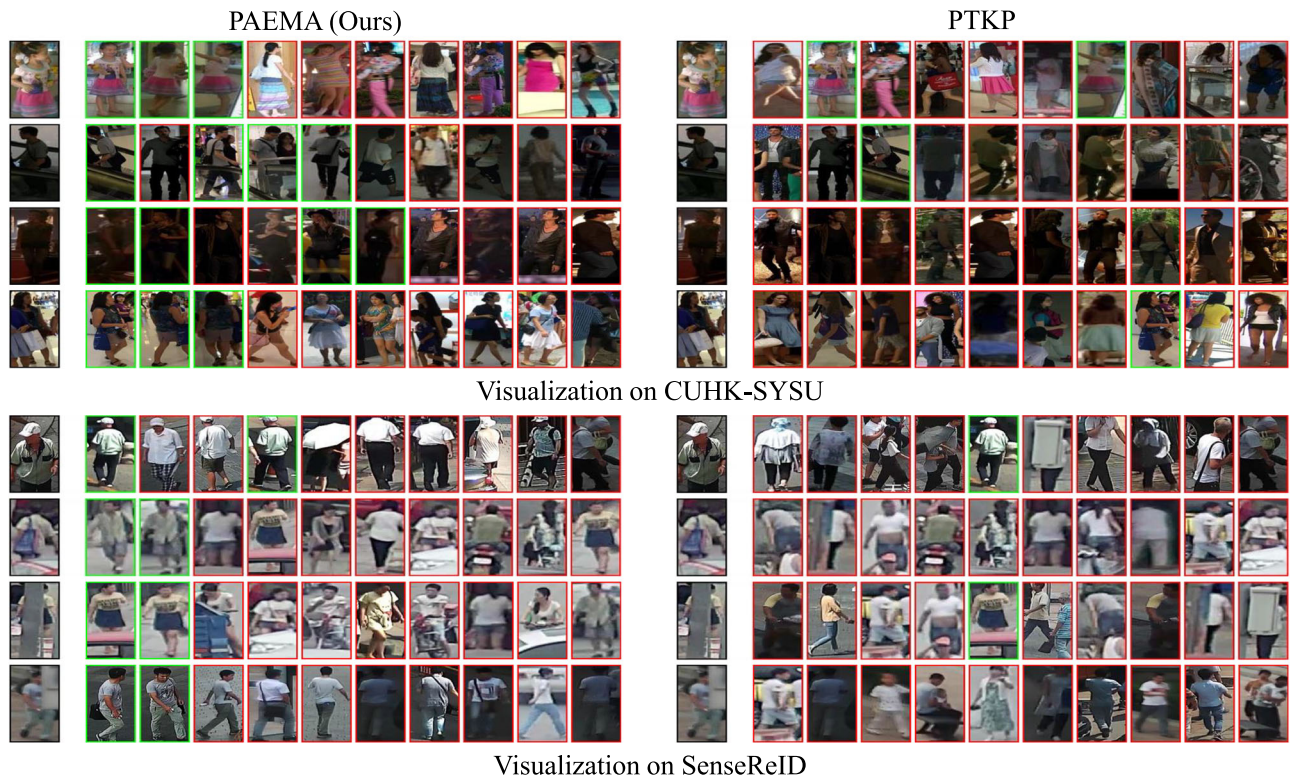 PAEMA (Ours)
PTKP
Visualization on CUHK-SYSU
Visualization on SenseReID